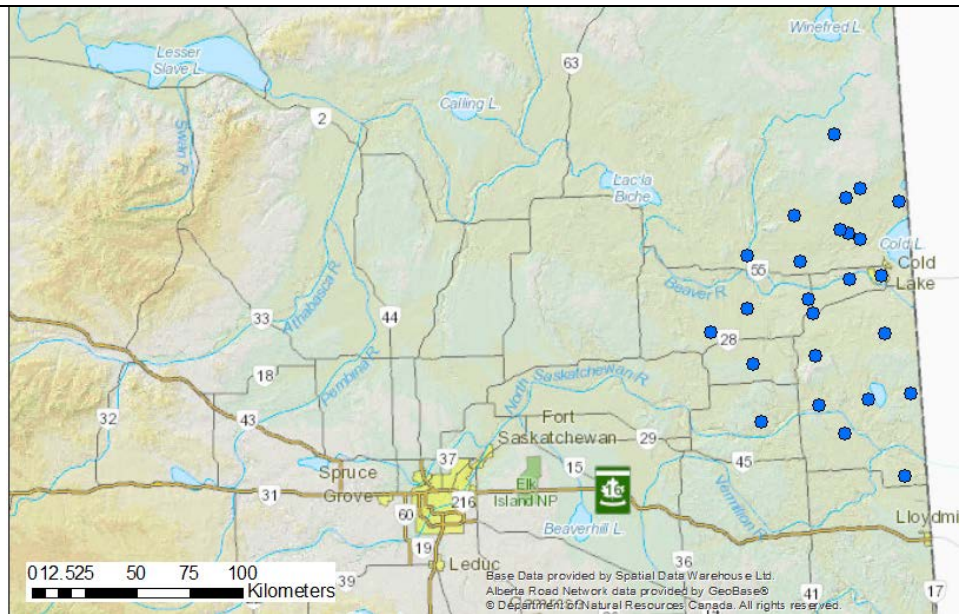 Winefred L.
Lesser
Slave L.
63
Calling L.
2
Swan R
Lac la
Biche
Cold L.
Cold
Lake
55
Beaver R.
Athabasca R
33
44
28
Pembina R
18
North Saskatchewan R
43
32
Fort
Saskatchewan
29
37
15
45
Spruce
Grove
Elk
Island NP
16
31
216
60
Vermilion R
Beaverhill L
Lloydmi
19
Leduc
36
0 12.5 25 50 75 100
Kilometers
39
41
17
Base Data provided by Spatial Data Warehouse Ltd.
Alberta Road Network data provided by GeoBase®
© Department of Natural Resources Canada. All rights reserved.